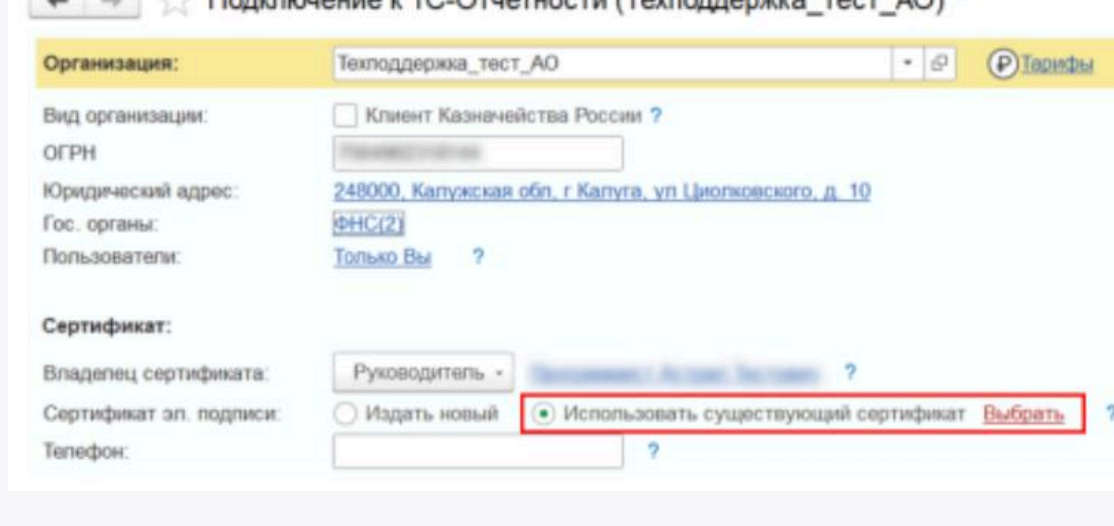 Подключение к 1С-Отчетности (Техподдержка_тест_АО)
Организация: Техподдержка_тест_АО Тарифы
Вид организации: Клиент Казначейства России ?
ОГРН
Юридический адрес: 248000, Калужская обл, г Калуга, ул Циолковского, д. 10
Гос. органы: ФНС(2)
Пользователи: Только Вы ?
Сертификат:
Владелец сертификата: Руководитель ?
Сертификат эл. подписи: Издать новый Использовать существующий сертификат Выбрать ?
Телефон: ?